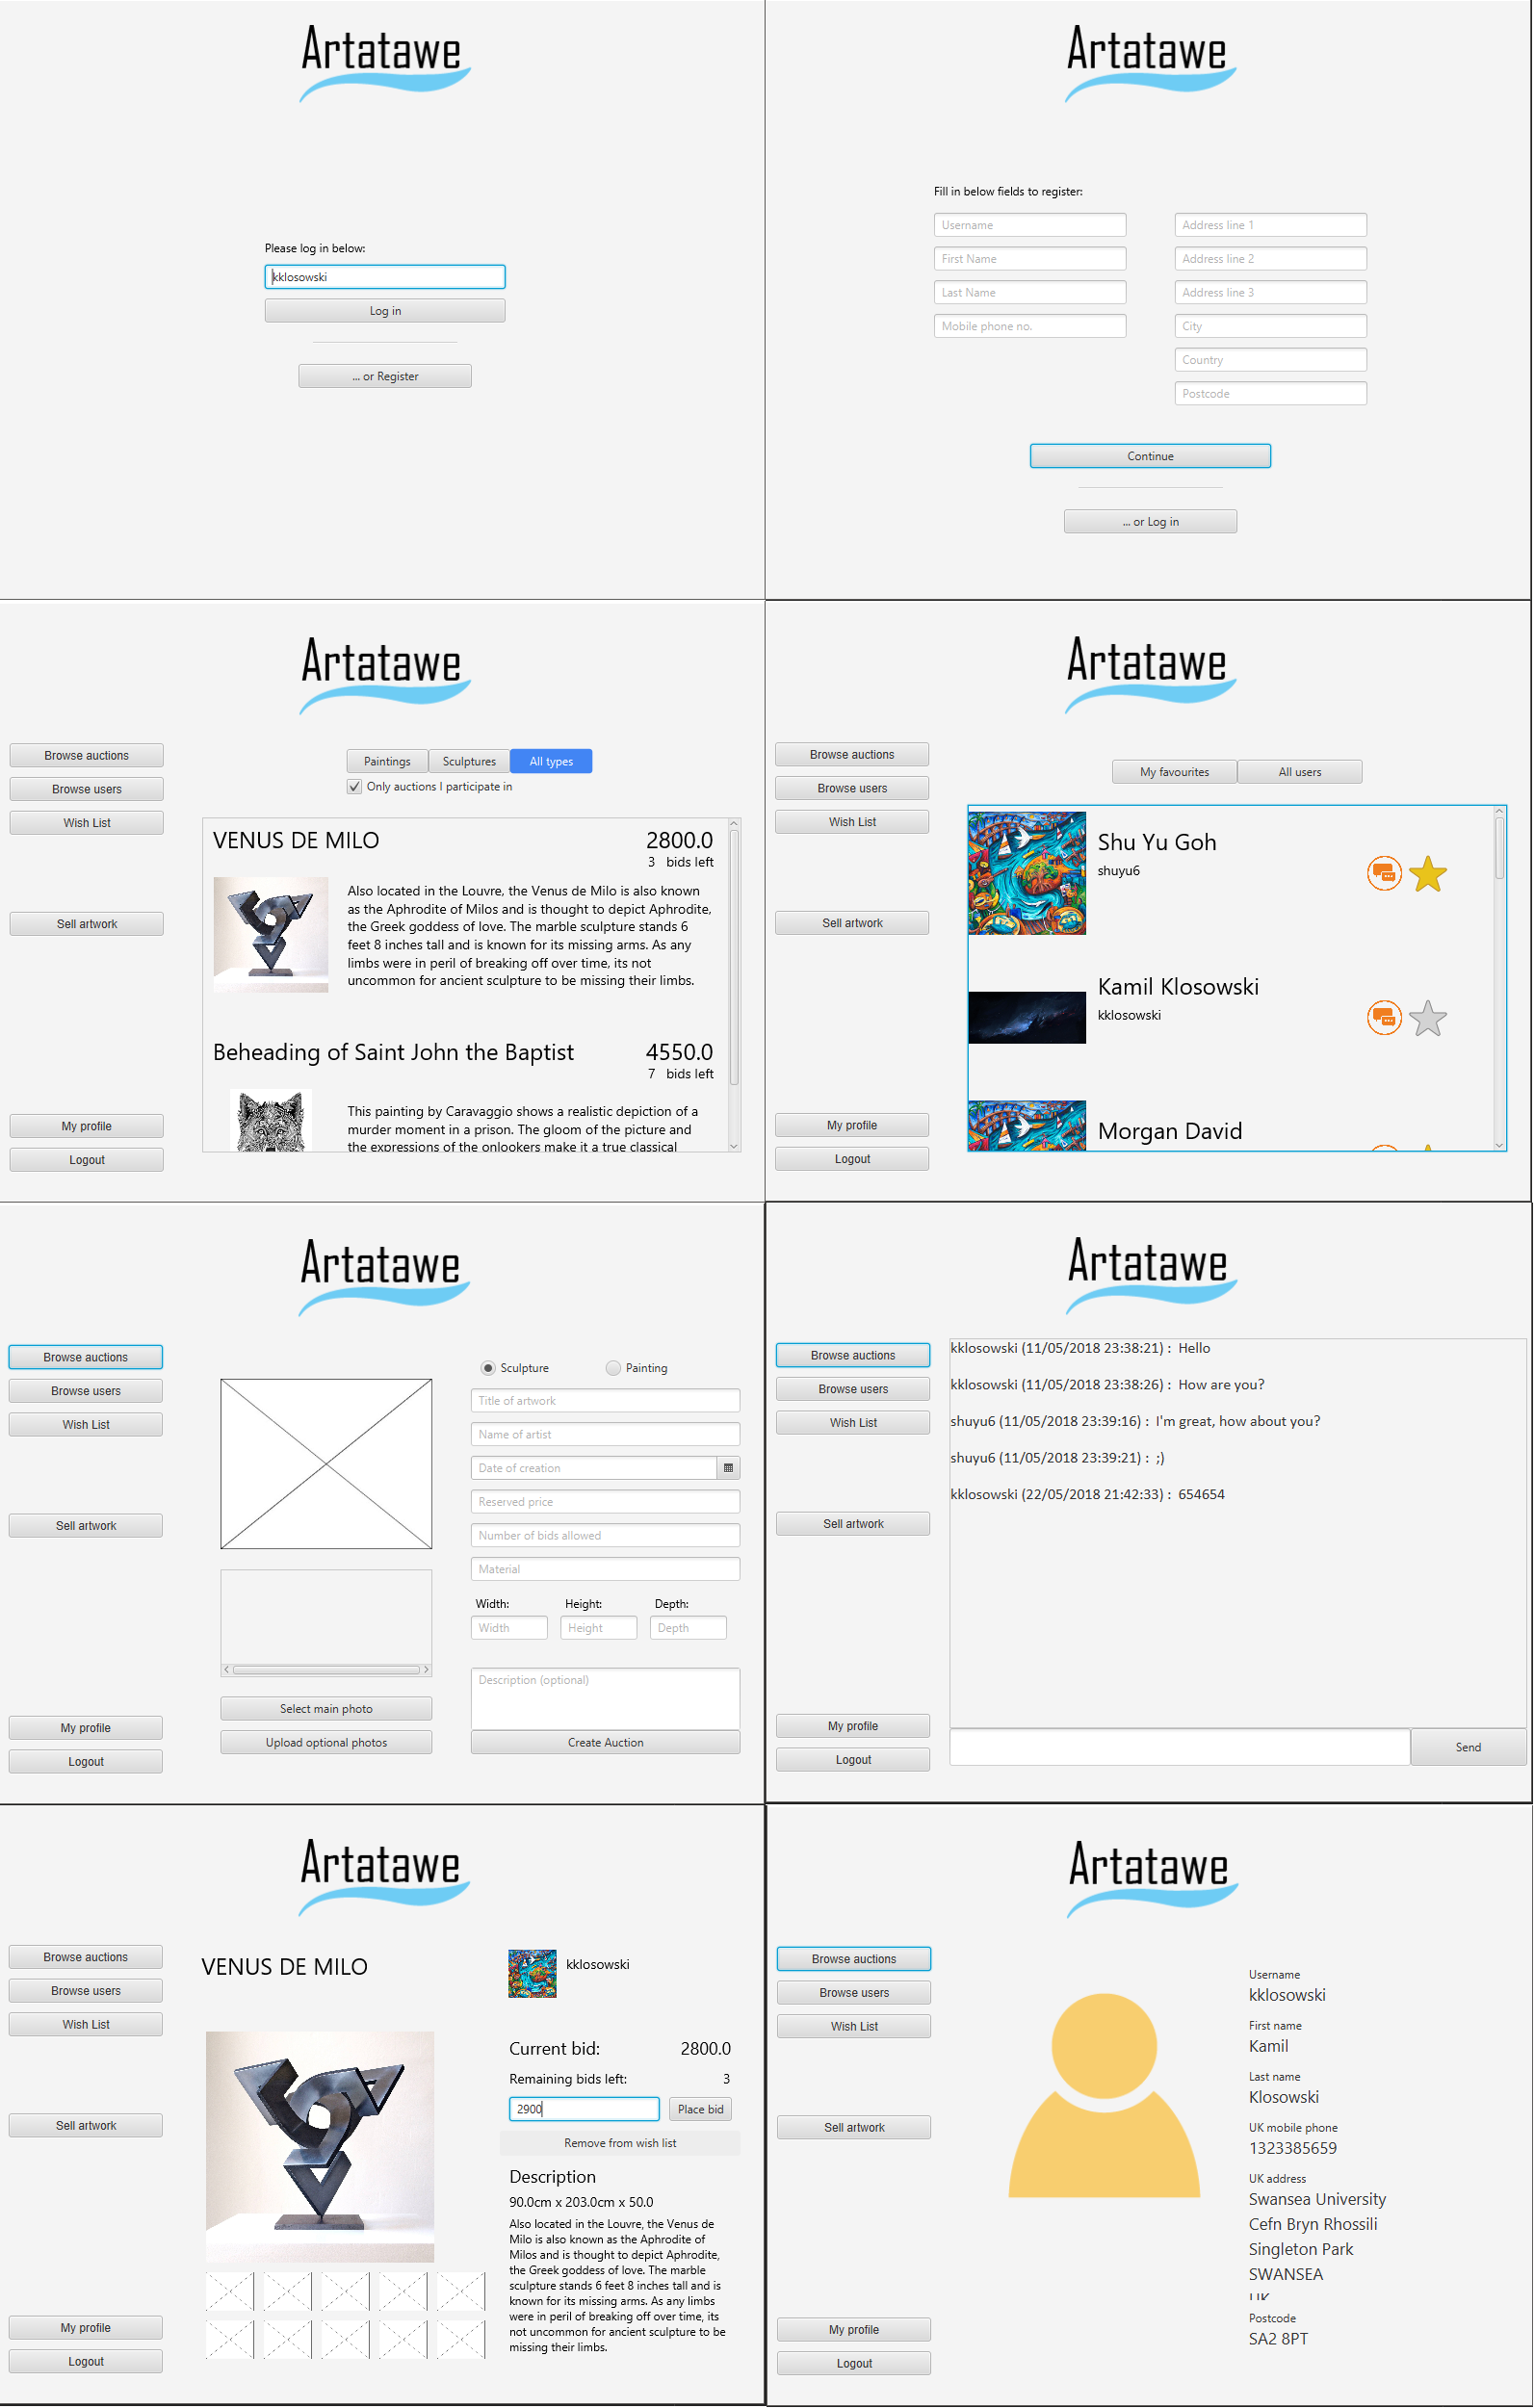 Artatawe
Please log in below:
kklosowski
Log in
... or Register
Artatawe
Fill in below fields to register:
Username
Address line 1
First Name
Address line 2
Last Name
Address line 3
Mobile phone no.
City
Country
Postcode
Continue
... or Log in
Artatawe
Browse auctions
Browse users
Wish List
Sell artwork
My profile
Logout
Paintings
Sculptures
All types
Only auctions I participate in
VENUS DE MILO
2800.0
3 bids left
Also located in the Louvre, the Venus de Milo is also known
as the Aphrodite of Milos and is thought to depict Aphrodite,
the Greek goddess of love. The marble sculpture stands 6
feet 8 inches tall and is known for its missing arms. As any
limbs were in peril of breaking off over time, its not
uncommon for ancient sculpture to be missing their limbs.
Beheading of Saint John the Baptist
4550.0
7 bids left
This painting by Caravaggio shows a realistic depiction of a
murder moment in a prison. The gloom of the picture and
the expressions of the onlookers make it a true classical
Artatawe
Browse auctions
Browse users
Wish List
Sell artwork
My profile
Logout
My favourites
All users
Shu Yu Goh
shuyu6
Kamil Klosowski
kklosowski
Morgan David
Artatawe
Browse auctions
Browse users
Wish List
Sell artwork
My profile
Logout
Select main photo
Upload optional photos
Sculpture
Painting
Title of artwork
Name of artist
Date of creation
Reserved price
Number of bids allowed
Material
Width:
Height:
Depth:
Width
Height
Depth
Description (optional)
Create Auction
Artatawe
Browse auctions
Browse users
Wish List
Sell artwork
My profile
Logout
kklosowski (11/05/2018 23:38:21) : Hello
kklosowski (11/05/2018 23:38:26) : How are you?
shuyu6 (11/05/2018 23:39:16) : I'm great, how about you?
shuyu6 (11/05/2018 23:39:21) : ;)
kklosowski (22/05/2018 21:42:33) : 654654
Send
Artatawe
Browse auctions
Browse users
Wish List
Sell artwork
My profile
Logout
VENUS DE MILO
kklosowski
Current bid:
2800.0
Remaining bids left:
3
2900
Place bid
Remove from wish list
Description
90.0cm x 203.0cm x 50.0
Also located in the Louvre, the Venus de
Milo is also known as the Aphrodite of
Milos and is thought to depict Aphrodite,
the Greek goddess of love. The marble
sculpture stands 6 feet 8 inches tall and is
known for its missing arms. As any limbs
were in peril of breaking off over time, its
not uncommon for ancient sculpture to be
missing their limbs.
Artatawe
Browse auctions
Browse users
Wish List
Sell artwork
My profile
Logout
Username
kklosowski
First name
Kamil
Last name
Klosowski
UK mobile phone
1323385659
UK address
Swansea University
Cefn Bryn Rhossili
Singleton Park
SWANSEA
UK
Postcode
SA2 8PT